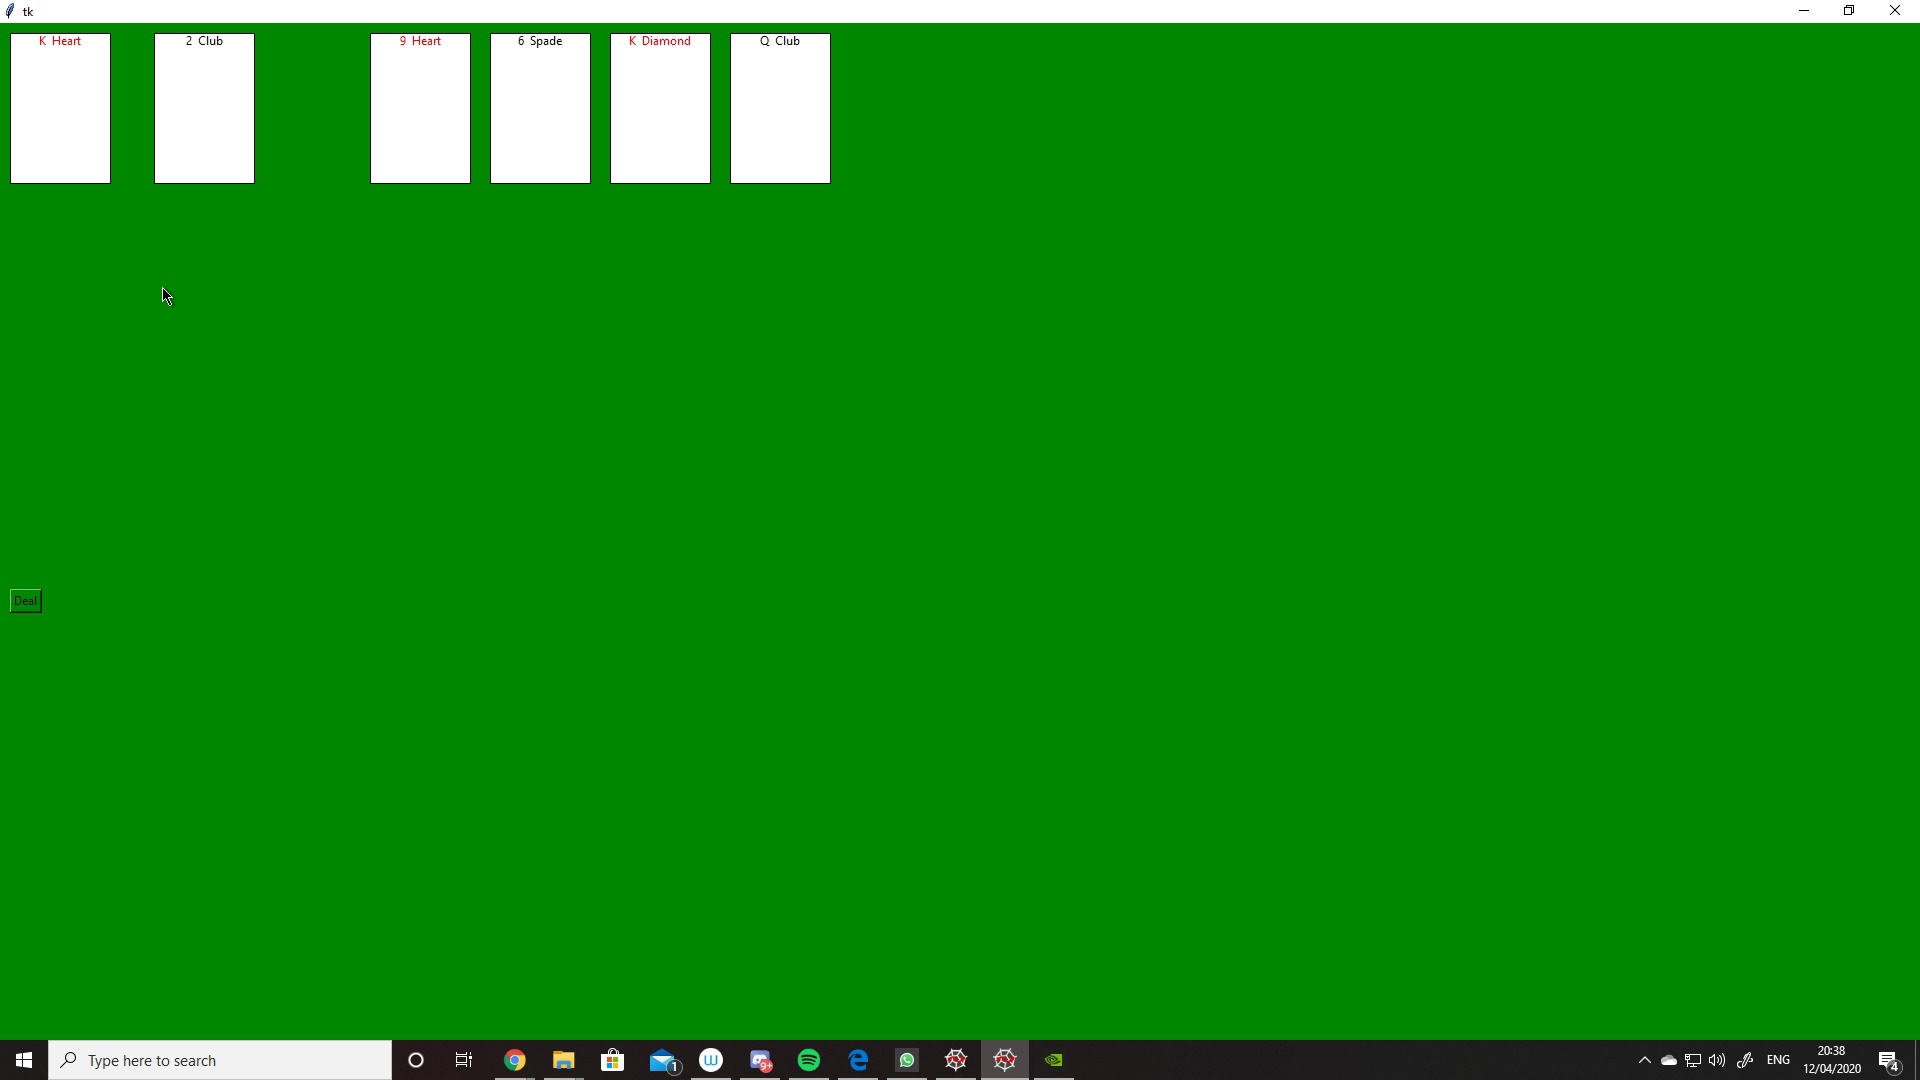 tk
K Heart
2 Club
9 Heart
6 Spade
K Diamond
Q Club
Deal
Type here to search
1
W
9+
ENG
20:38
12/04/2020
4